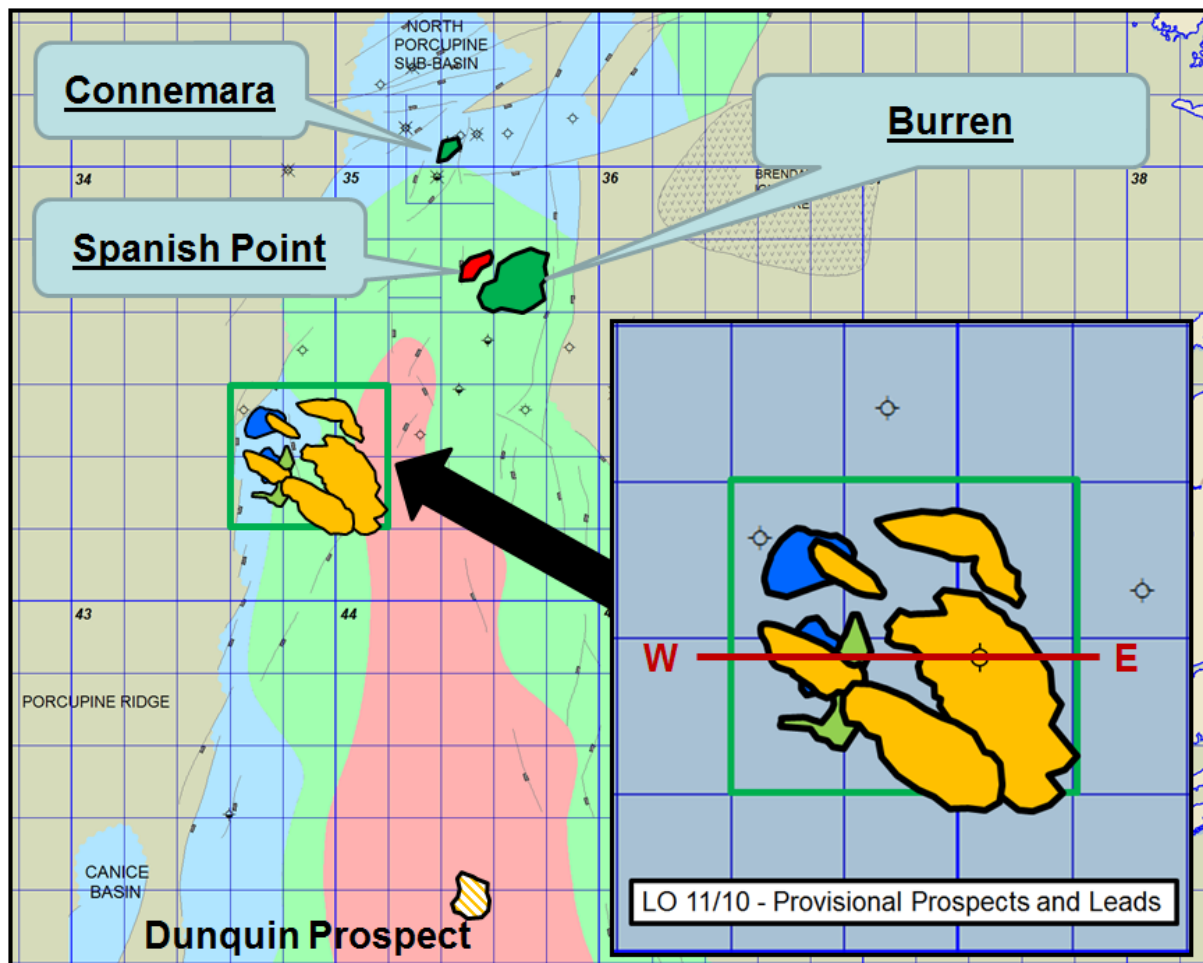 NORTH
PORCUPINE
SUB-BASIN
Connemara
Burren
34
35
36
38
BRENDA
Spanish Point
43
44
W
E
PORCUPINE RIDGE
CANICE
BASIN
Dunquin Prospect
LO 11/10 - Provisional Prospects and Leads